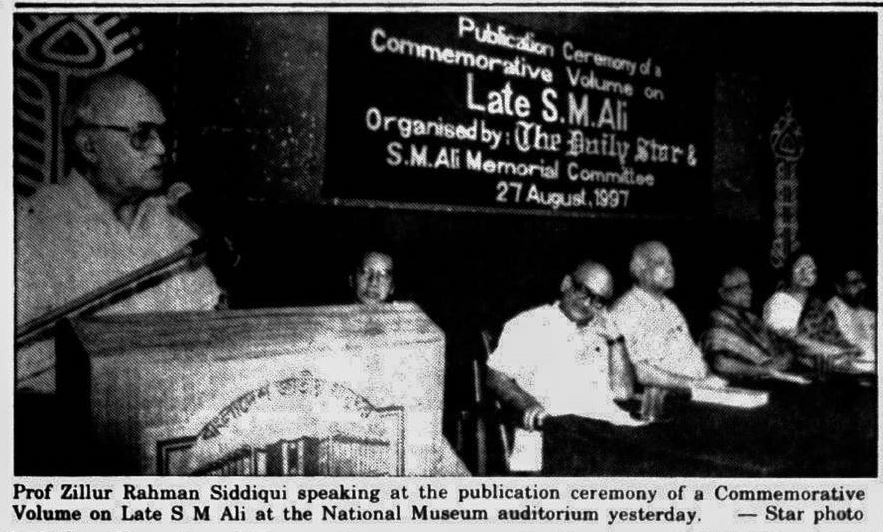 Publication Ceremony of a
Commemorative Volume on
Late S.M.Ali
Organised by: The Daily Star &
S.M.Ali Memorial Committee
27 August, 1997
বাংলাদেশ জাতীয়
Prof Zillur Rahman Siddiqui speaking at the publication ceremony of a Commemorative
Volume on Late S M Ali at the National Museum auditorium yesterday. — Star photo